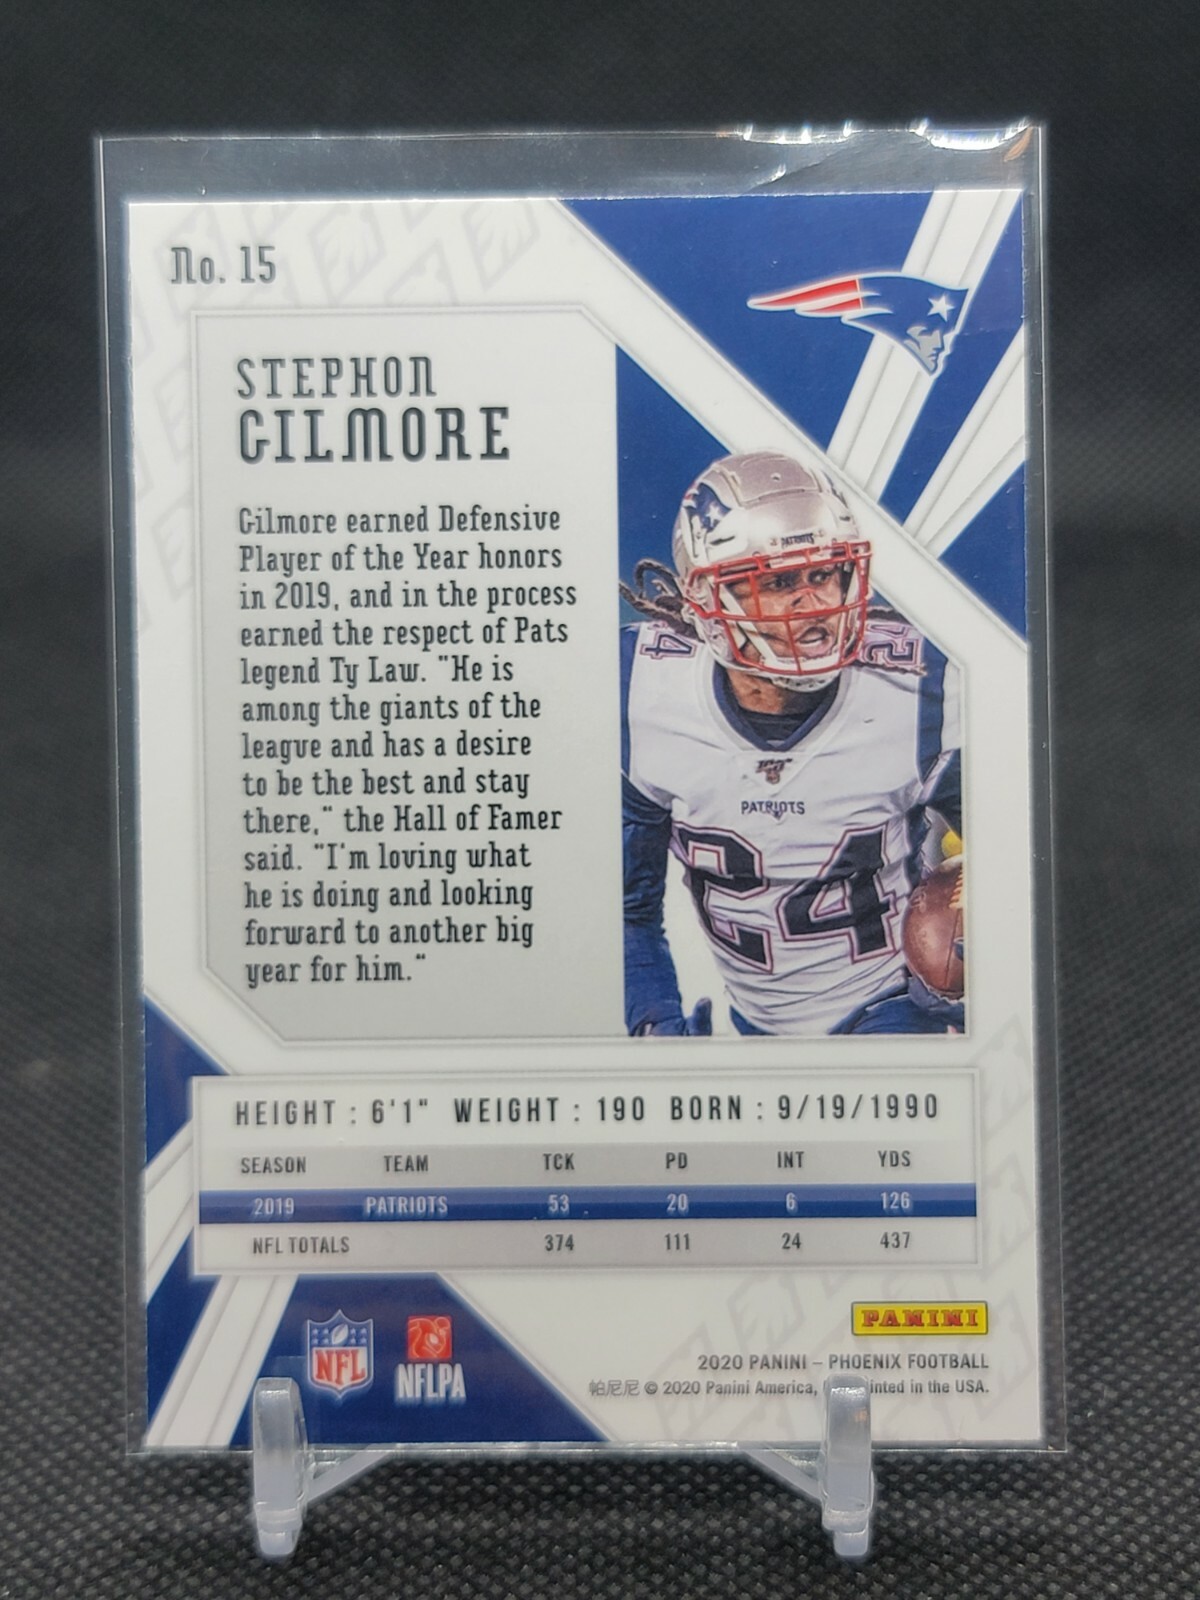 No. 15
STEPHON
GILMORE
Gilmore earned Defensive
Player of the Year honors
in 2019, and in the process
earned the respect of Pats
legend Ty Law. "He is
among the giants of the
league and has a desire
to be the best and stay
there," the Hall of Famer
said. "I'm loving what
he is doing and looking
forward to another big
year for him."
PATRIOTS
24
24
PATRIOTS
24
HEIGHT : 6'1" WEIGHT : 190 BORN : 9/19/1990
SEASON TEAM TCK PD INT YDS
2019 PATRIOTS 53 20 6 126
NFL TOTALS 374 111 24 437
NFL
NFLPA
PANINI
2020 PANINI – PHOENIX FOOTBALL
帕尼尼 © 2020 Panini America, in the USA.